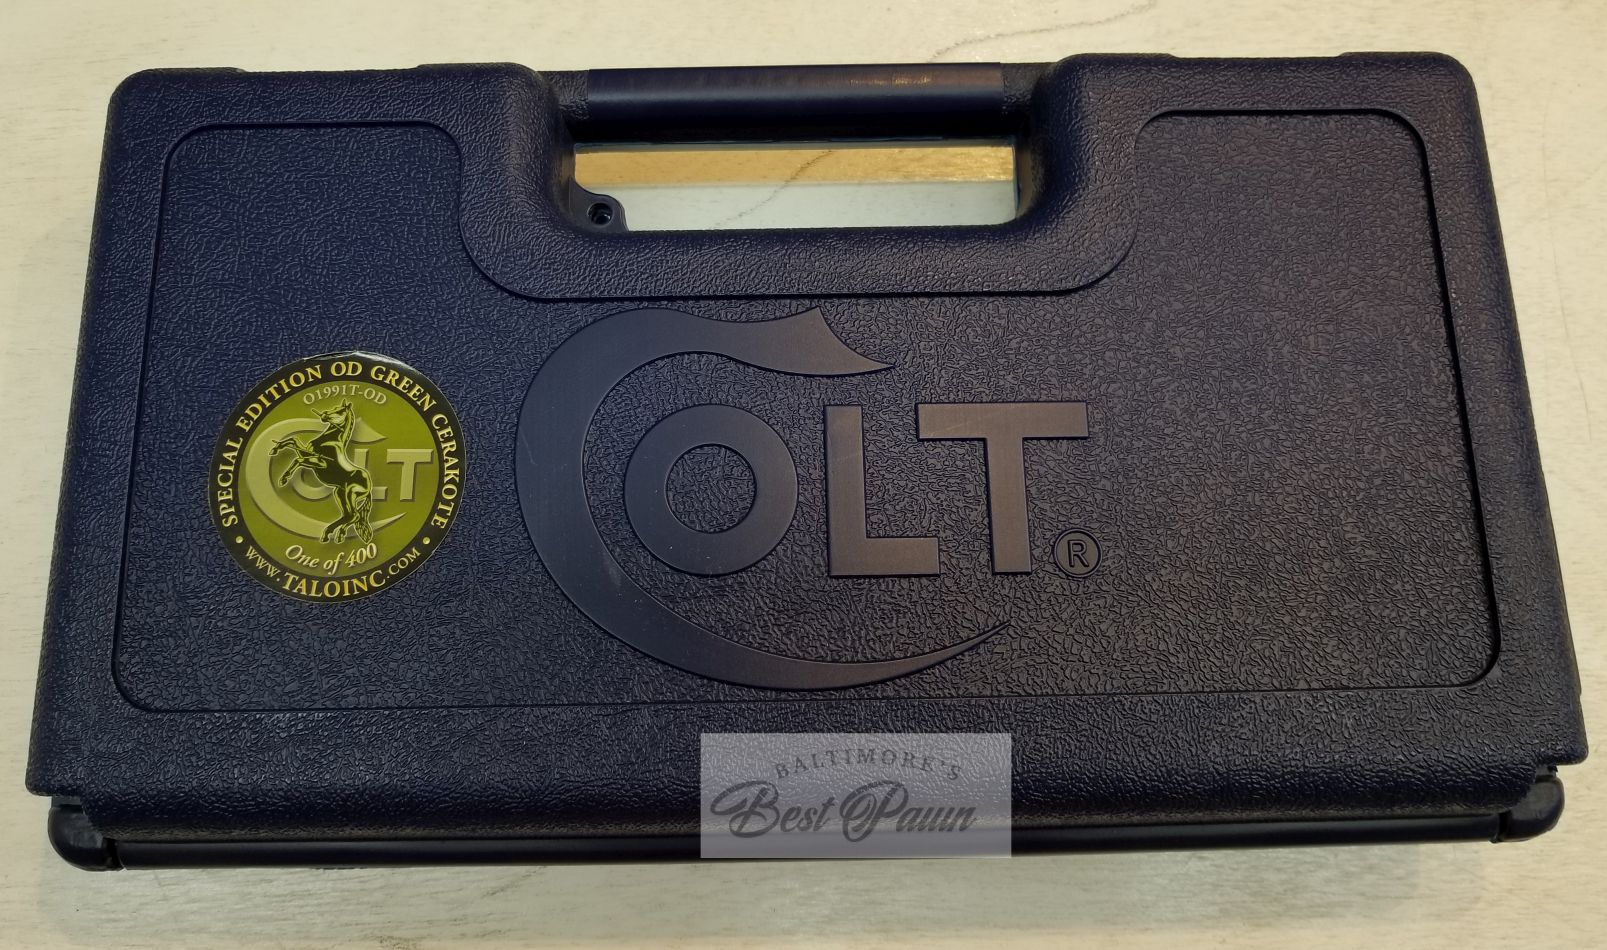 SPECIAL EDITION OD GREEN CERAKOTE
O1991T-OD
COLT
One of 400
• WWW.TALOINC.COM •
COLT®
BALTIMORE'S
Best Pawn